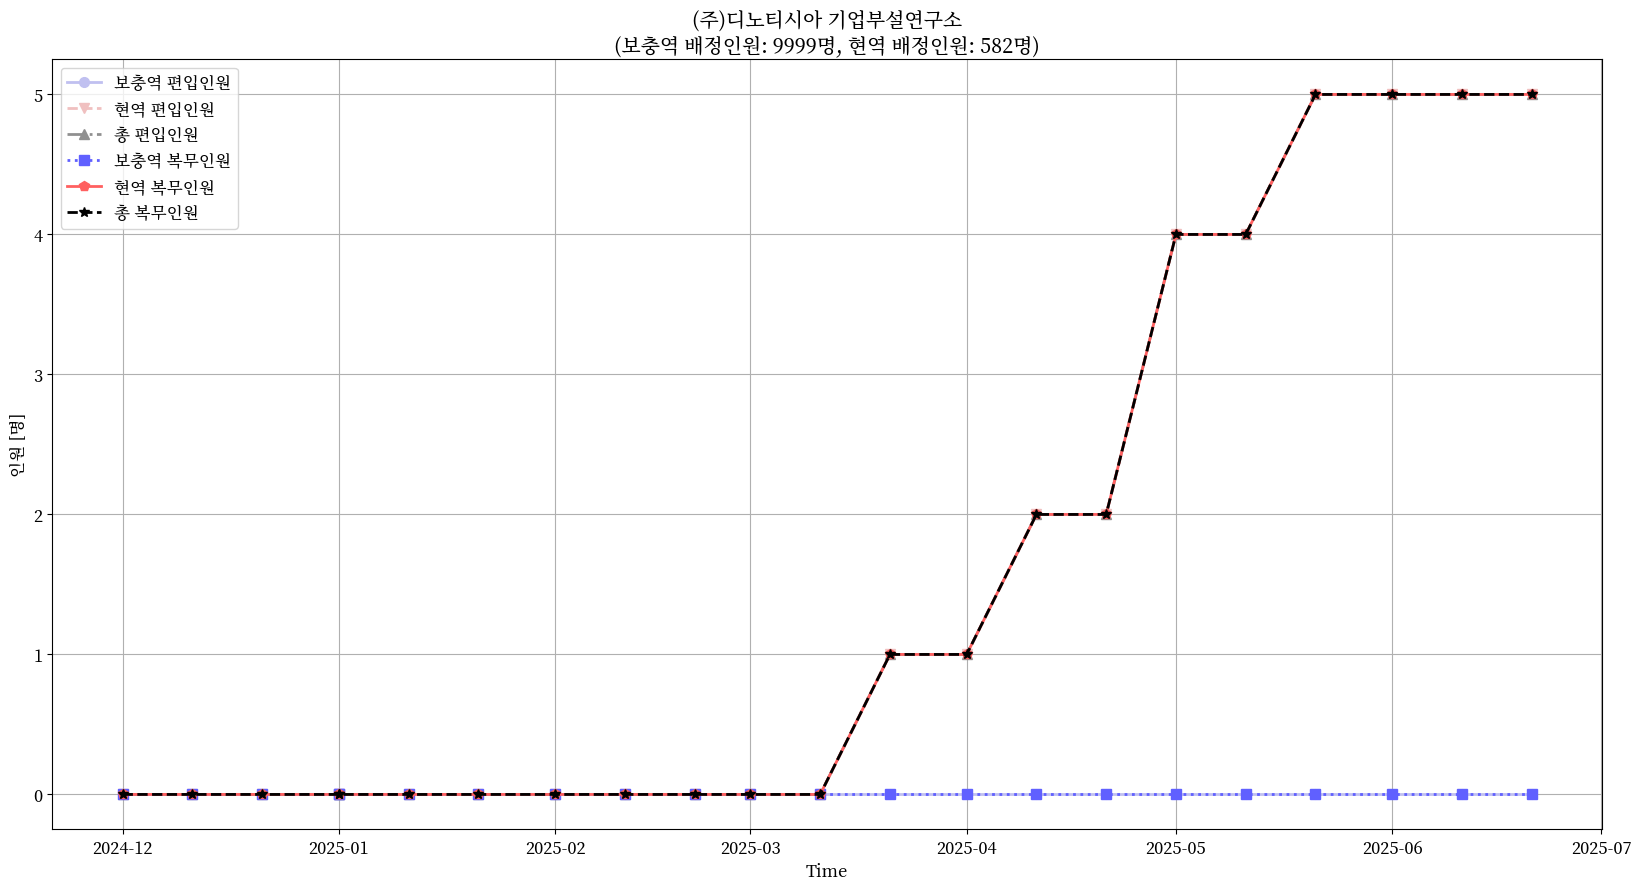 (주)디노티시아 기업부설연구소
(보충역 배정인원: 9999명, 현역 배정인원: 582명)
보충역 편입인원
현역 편입인원
총 편입인원
보충역 복무인원
현역 복무인원
총 복무인원
5
4
3
2
1
0
인원 [명]
2024-12
2025-01
2025-02
2025-03
2025-04
2025-05
2025-06
2025-07
Time